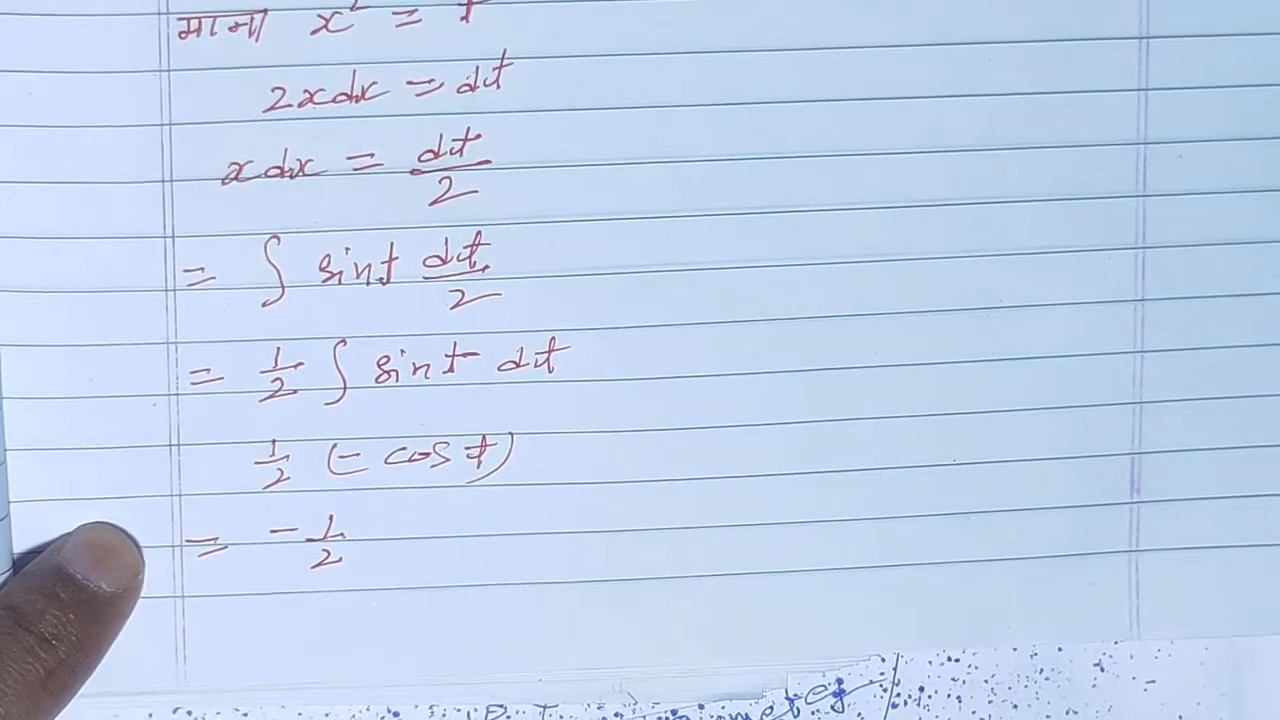 माना x² = t
2xdx = dt
xdx = dt/2
= ∫ sint dt/2
= 1/2 ∫ sint dt
1/2 (- cos t)
= -1/2